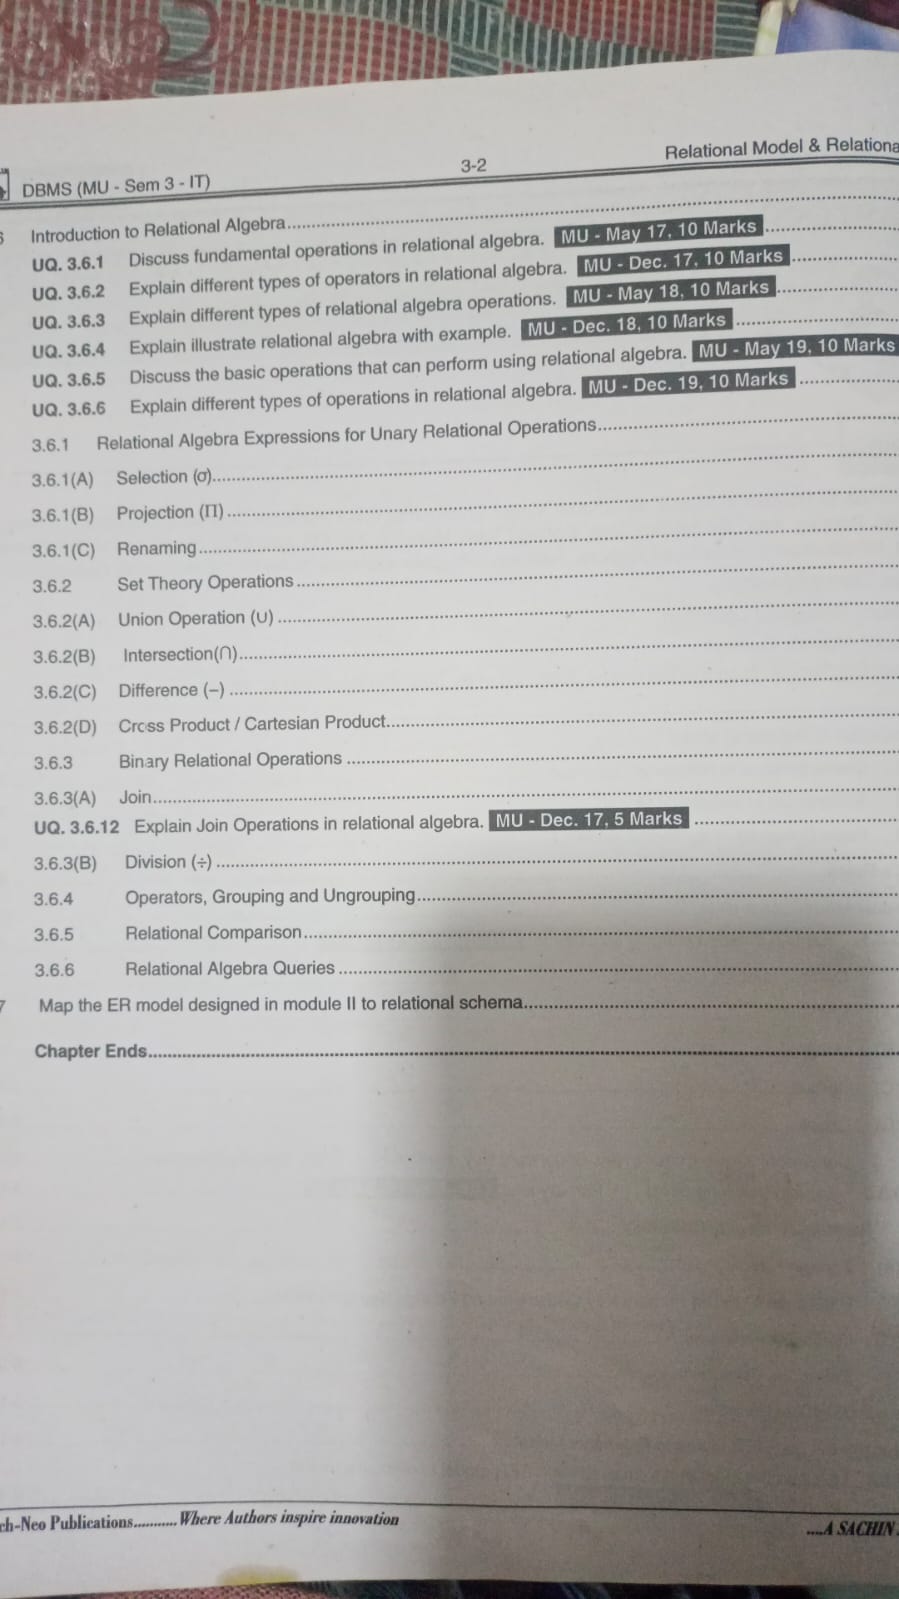 DBMS (MU - Sem 3 - IT) 3-2 Relational Model & Relationa
Introduction to Relational Algebra
UQ. 3.6.1 Discuss fundamental operations in relational algebra. MU - May 17, 10 Marks
UQ. 3.6.2 Explain different types of operators in relational algebra. MU - Dec. 17, 10 Marks
UQ. 3.6.3 Explain different types of relational algebra operations. MU - May 18, 10 Marks
UQ. 3.6.4 Explain illustrate relational algebra with example. MU - Dec. 18, 10 Marks
UQ. 3.6.5 Discuss the basic operations that can perform using relational algebra. MU - May 19, 10 Marks
UQ. 3.6.6 Explain different types of operations in relational algebra. MU - Dec. 19, 10 Marks
3.6.1 Relational Algebra Expressions for Unary Relational Operations
3.6.1(A) Selection (σ)
3.6.1(B) Projection (Π)
3.6.1(C) Renaming
3.6.2 Set Theory Operations
3.6.2(A) Union Operation (∪)
3.6.2(B) Intersection(∩)
3.6.2(C) Difference (–)
3.6.2(D) Cross Product / Cartesian Product
3.6.3 Binary Relational Operations
3.6.3(A) Join
UQ. 3.6.12 Explain Join Operations in relational algebra. MU - Dec. 17, 5 Marks
3.6.3(B) Division (÷)
3.6.4 Operators, Grouping and Ungrouping
3.6.5 Relational Comparison
3.6.6 Relational Algebra Queries
7 Map the ER model designed in module II to relational schema
Chapter Ends
ch-Neo Publications...........Where Authors inspire innovation ....A SACHIN